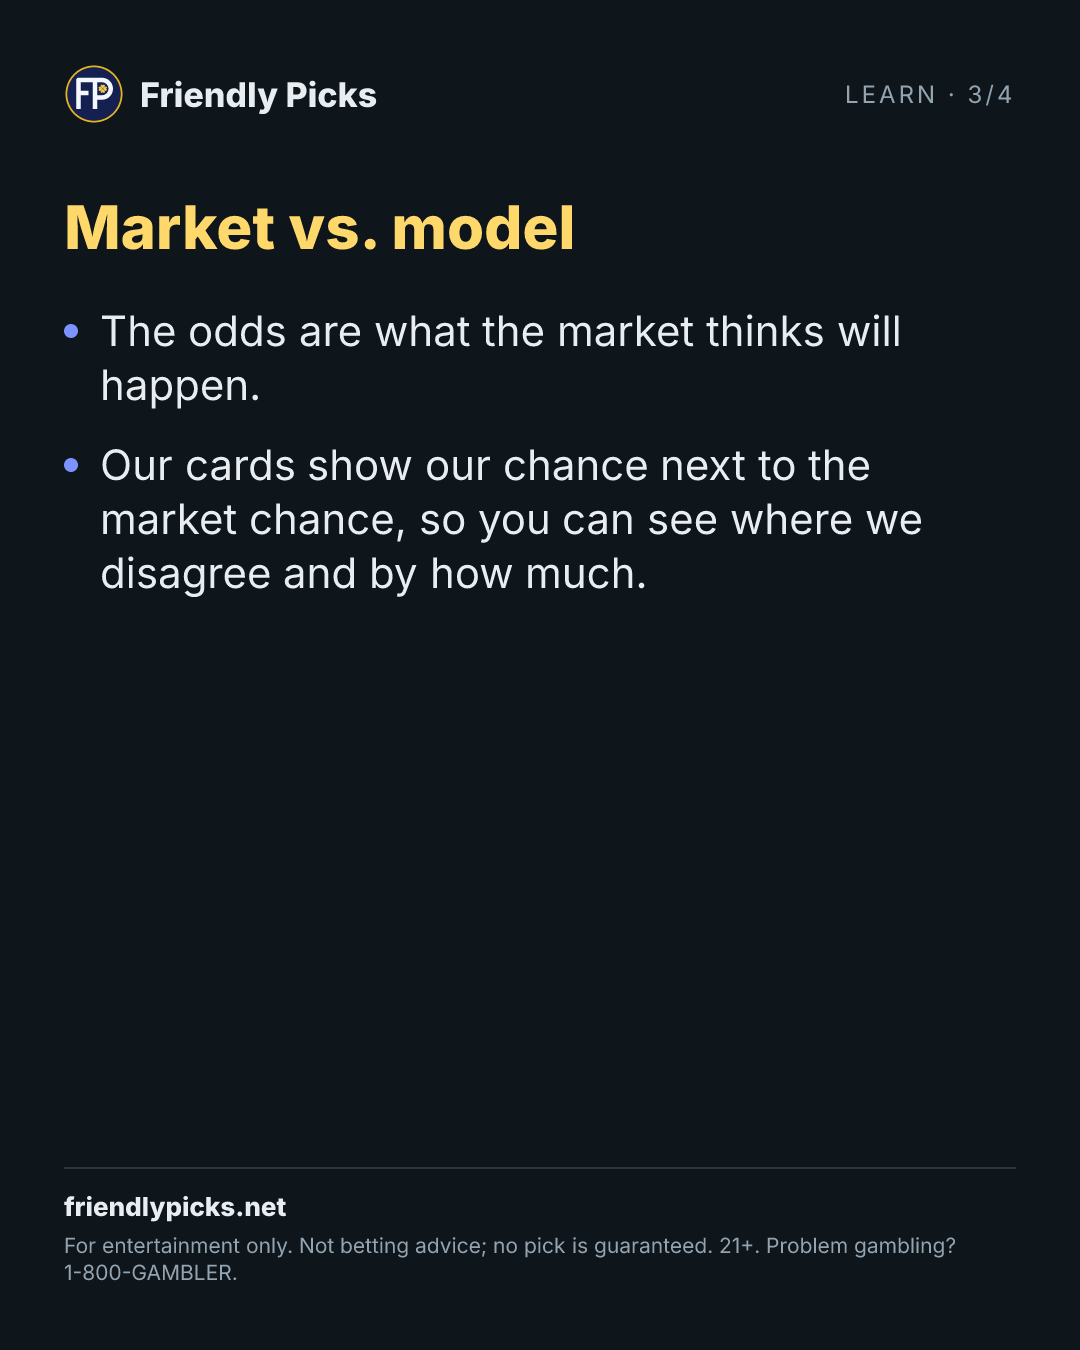 FP
Friendly Picks
LEARN · 3/4
Market vs. model
• The odds are what the market thinks will
happen.
• Our cards show our chance next to the
market chance, so you can see where we
disagree and by how much.
friendlypicks.net
For entertainment only. Not betting advice; no pick is guaranteed. 21+. Problem gambling?
1-800-GAMBLER.